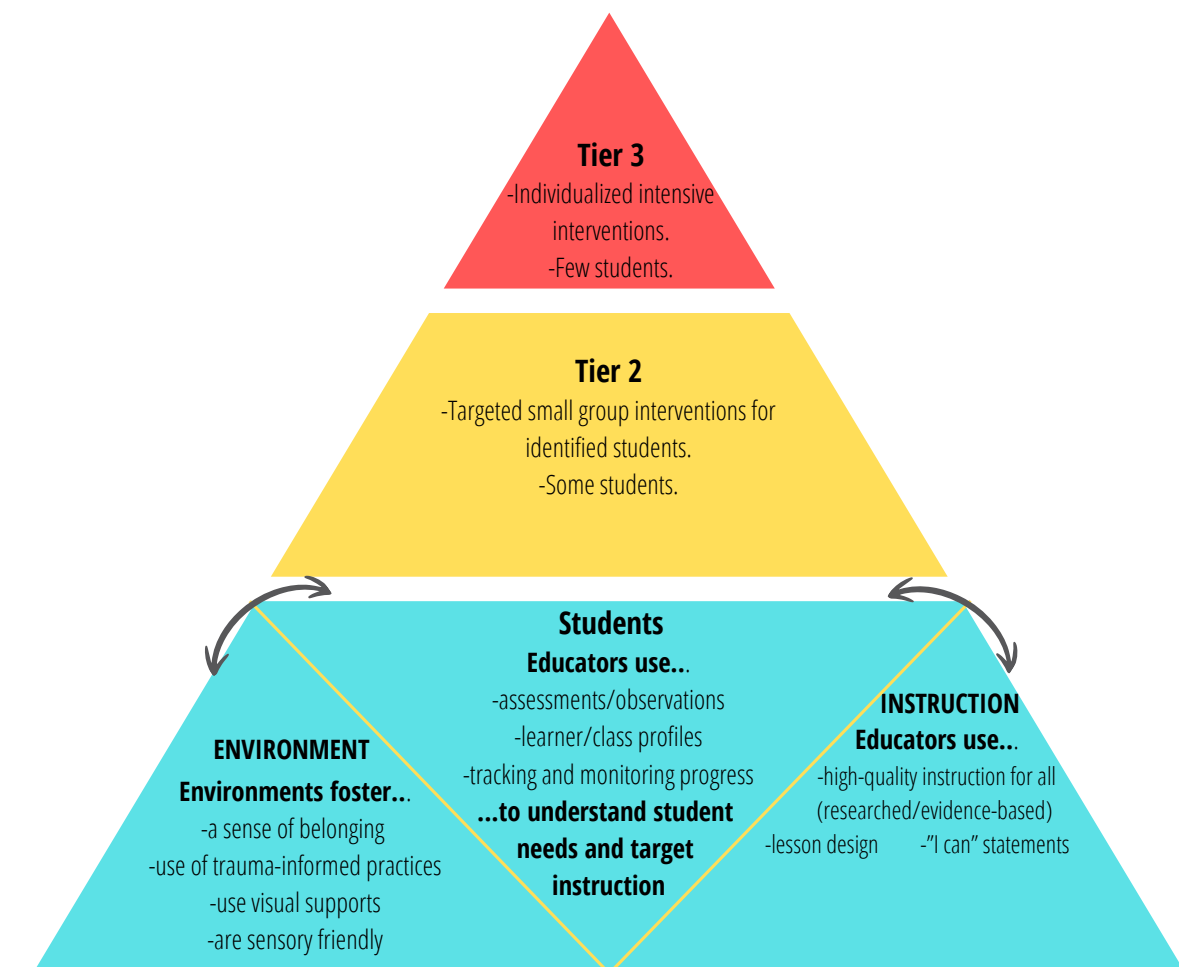 Tier 3
-Individualized intensive
interventions.
-Few students.
Tier 2
-Targeted small group interventions for
identified students.
-Some students.
Students
Educators use...
-assessments/observations
-learner/class profiles
-tracking and monitoring progress
...to understand student
needs and target
instruction
ENVIRONMENT
Environments foster...
-a sense of belonging
-use of trauma-informed practices
-use visual supports
-are sensory friendly
INSTRUCTION
Educators use...
-high-quality instruction for all
(researched/evidence-based)
-lesson design -"I can" statements